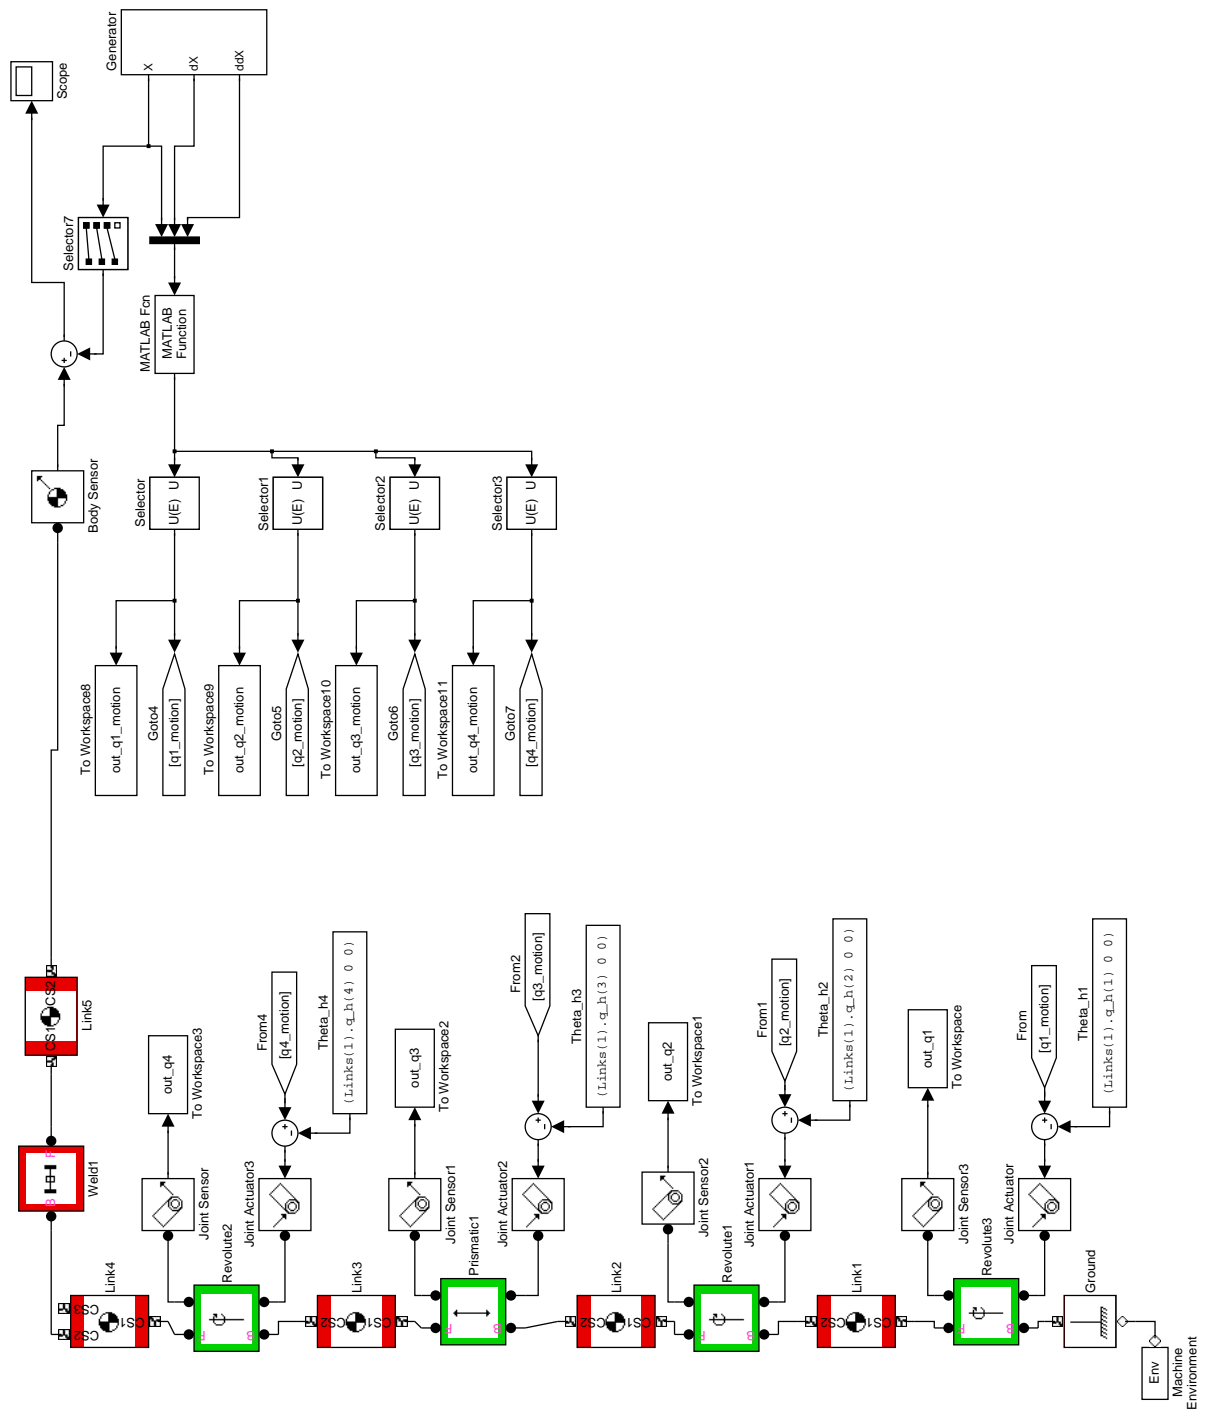 Generator
X
dX
ddX
Scope
Selector7
+
-
MATLAB Fcn
MATLAB
Function
Body Sensor
Selector
U
U(E)
Selector1
U
U(E)
Selector2
U
U(E)
Selector3
U
U(E)
To Workspace8
out_q1_motion
Goto4
[q1_motion]
To Workspace9
out_q2_motion
Goto5
[q2_motion]
To Workspace10
out_q3_motion
Goto6
[q3_motion]
To Workspace11
out_q4_motion
Goto7
[q4_motion]
CS1
CS2
Link5
B
F
Weld1
out_q4
To Workspace3
From4
[q4_motion]
Theta_h4
(Links(1).q_h(4) 0 0)
+
-
Joint Sensor
Joint Actuator3
CS3
CS2
CS1
Link4
Revolute2
F
B
out_q3
To Workspace2
From2
[q3_motion]
Theta_h3
(Links(1).q_h(3) 0 0)
+
-
Joint Sensor1
Joint Actuator2
Link3
CS2
CS1
Prismatic1
F
B
out_q2
To Workspace1
From1
[q2_motion]
Theta_h2
(Links(1).q_h(2) 0 0)
+
-
Joint Sensor2
Joint Actuator1
Link2
CS2
CS1
Revolute1
F
B
out_q1
To Workspace
From
[q1_motion]
Theta_h1
(Links(1).q_h(1) 0 0)
+
-
Joint Sensor3
Joint Actuator
Link1
CS2
CS1
Revolute3
F
B
Ground
Env
Machine
Environment